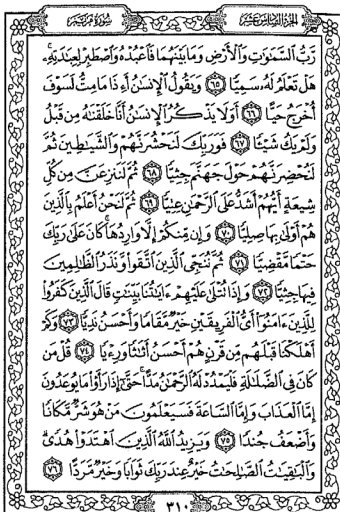 الجزء السادس عشر سورة مريم
رَّبُّ ٱلسَّمَٰوَٰتِ وَٱلْأَرْضِ وَمَا بَيْنَهُمَا فَٱعْبُدْهُ وَٱصْطَبِرْ لِعِبَٰدَتِهِۦ
هَلْ تَعْلَمُ لَهُۥ سَمِيًّا ٦٥ وَيَقُولُ ٱلْإِنسَٰنُ أَءِذَا مَامِتُّ لَسَوْفَ
أُخْرَجُ حَيًّا ٦٦ أَوَلَا يَذْكُرُ ٱلْإِنسَٰنُ أَنَّا خَلَقْنَٰهُ مِن قَبْلُ
وَلَمْ يَكُ شَيْـًٔا ٦٧ فَوَرَبِّكَ لَنَحْشُرَنَّهُمْ وَٱلشَّيَٰطِينَ ثُمَّ
لَنُحْضِرَنَّهُمْ حَوْلَ جَهَنَّمَ جِثِيًّا ٦٨ ثُمَّ لَنَنزِعَنَّ مِن كُلِّ
شِيعَةٍ أَيُّهُمْ أَشَدُّ عَلَى ٱلرَّحْمَٰنِ عِتِيًّا ٦٩ ثُمَّ لَنَحْنُ أَعْلَمُ بِٱلَّذِينَ
هُمْ أَوْلَىٰ بِهَا صِلِيًّا ٧٠ وَإِن مِّنكُمْ إِلَّا وَارِدُهَا كَانَ عَلَىٰ رَبِّكَ
حَتْمًا مَّقْضِيًّا ٧١ ثُمَّ نُنَجِّى ٱلَّذِينَ ٱتَّقَوا۟ وَّنَذَرُ ٱلظَّٰلِمِينَ
فِيهَا جِثِيًّا ٧٢ وَإِذَا تُتْلَىٰ عَلَيْهِمْ ءَايَٰتُنَا بَيِّنَٰتٍ قَالَ ٱلَّذِينَ كَفَرُوا۟
لِلَّذِينَ ءَامَنُوٓا۟ أَىُّ ٱلْفَرِيقَيْنِ خَيْرٌ مَّقَامًا وَأَحْسَنُ نَدِيًّا ٧٣ وَكَمْ
أَهْلَكْنَا قَبْلَهُم مِّن قَرْنٍ هُمْ أَحْسَنُ أَثَٰثًا وَرِءْيًا ٧٤ قُلْ مَن
كَانَ فِى ٱلضَّلَٰلَةِ فَلْيَمْدُدْ لَهُ ٱلرَّحْمَٰنُ مَدًّا حَتَّىٰٓ إِذَا رَأَوْا۟ مَا يُوعَدُونَ
إِمَّا ٱلْعَذَابَ وَإِمَّا ٱلسَّاعَةَ فَسَيَعْلَمُونَ مَنْ هُوَ شَرٌّ مَّكَانًا
وَأَضْعَفُ جُندًا ٧٥ وَيَزِيدُ ٱللَّهُ ٱلَّذِينَ ٱهْتَدَوْا۟ هُدًى
وَٱلْبَٰقِيَٰتُ ٱلصَّٰلِحَٰتُ خَيْرٌ عِندَ رَبِّكَ ثَوَابًا وَخَيْرٌ مَّرَدًّا ٧٦
٣١٠